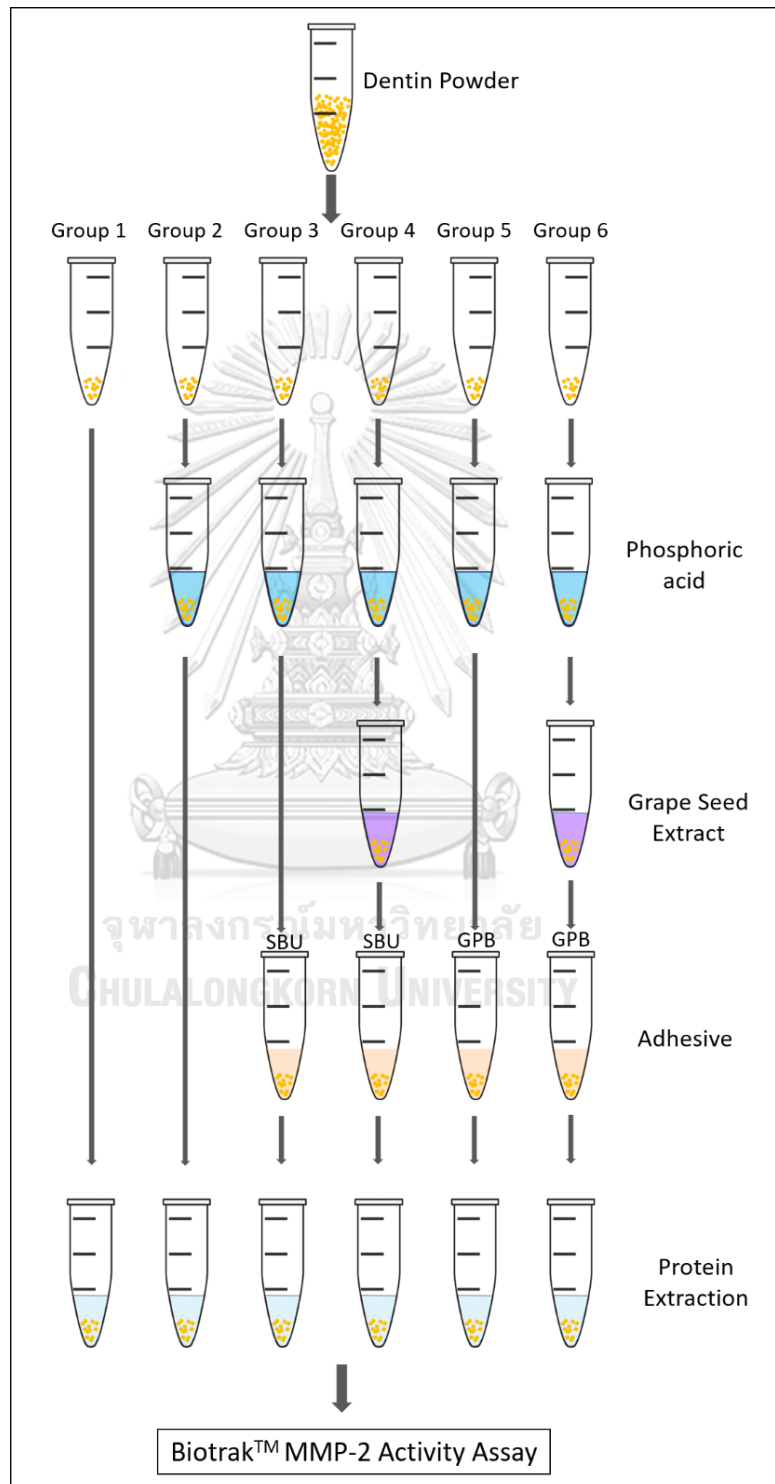 Dentin Powder
Group 1 Group 2 Group 3 Group 4 Group 5 Group 6
Phosphoric
acid
Grape Seed
Extract
จุฬาลงกรณ์มหาวิทยาลัย
SBU SBU GPB GPB
CHULALONGKORN UNIVERSITY
Adhesive
Protein
Extraction
Biotrak™ MMP-2 Activity Assay